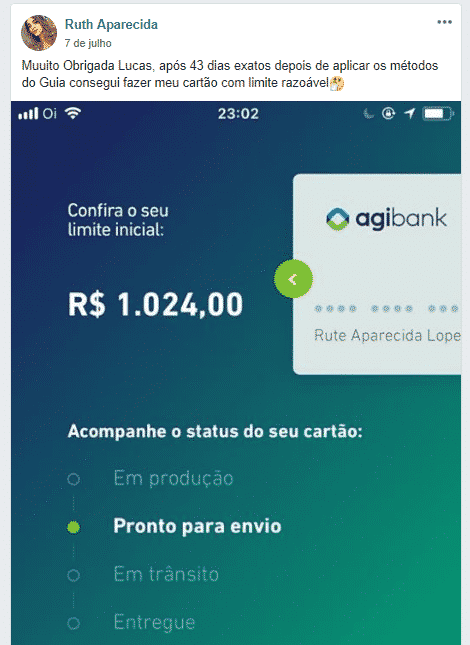 Ruth Aparecida
7 de julho
Muuito Obrigada Lucas, após 43 dias exatos depois de aplicar os métodos
do Guia consegui fazer meu cartão com limite razoável
Oi 23:02
Confira o seu
limite inicial:
agibank
R$ 1.024,00
Rute Aparecida Lope
Acompanhe o status do seu cartão:
Em produção
Pronto para envio
Em trânsito
Entregue